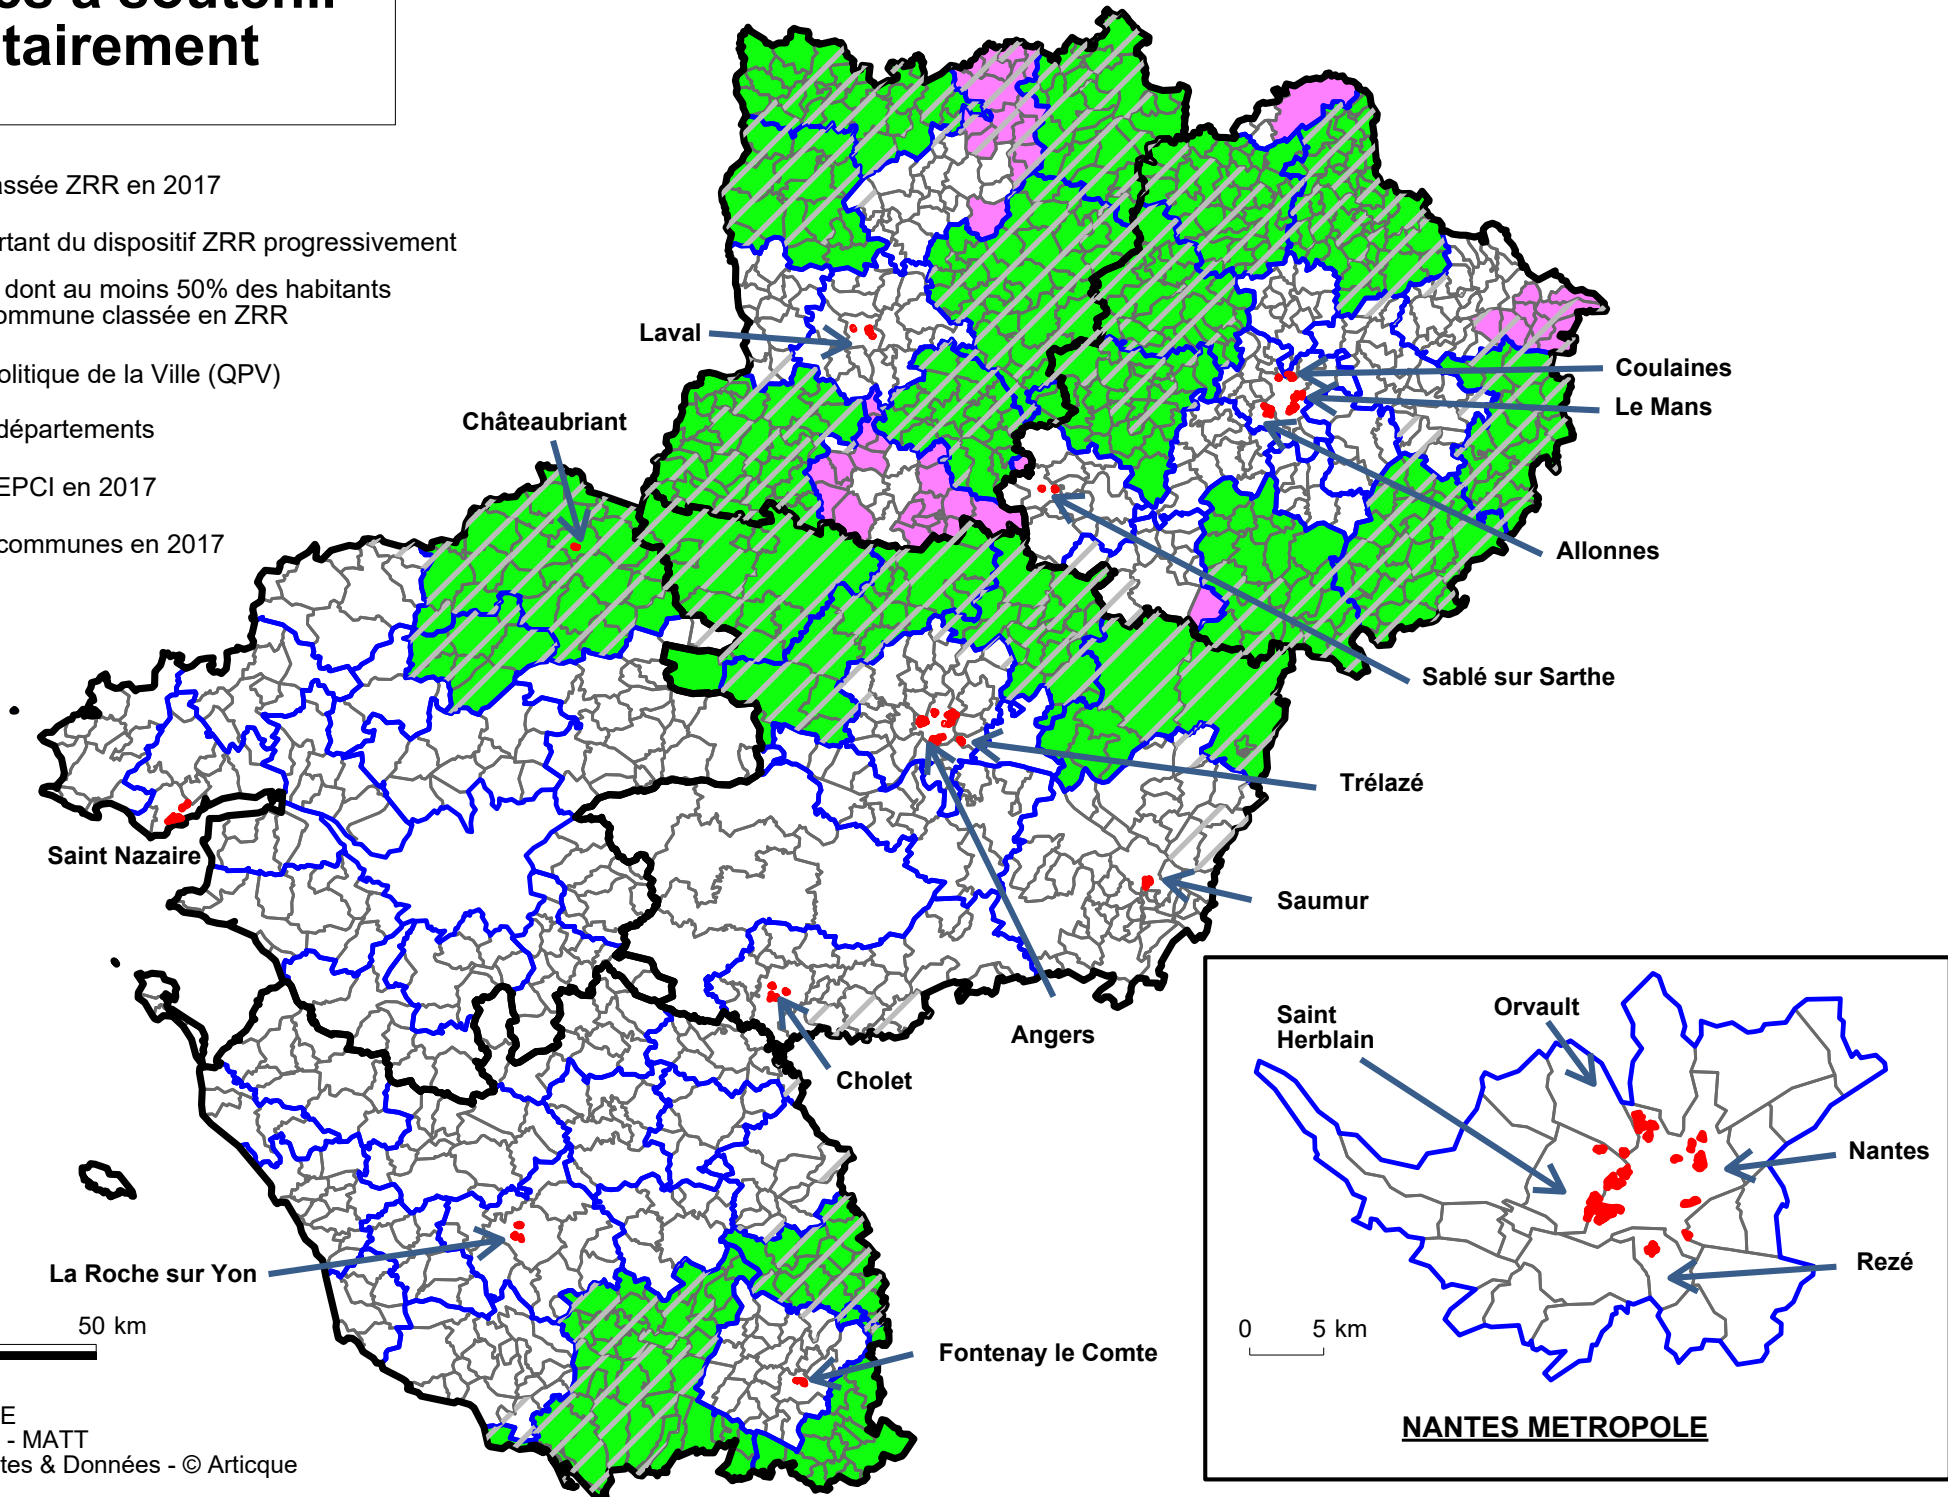 tairement
ssée ZRR en 2017
rtant du dispositif ZRR progressivement
dont au moins 50% des habitants
ommune classée en ZRR
olitique de la Ville (QPV)
départements
EPCI en 2017
communes en 2017
Laval
Châteaubriant
Coulaines
Le Mans
Allonnes
Sablé sur Sarthe
Trélazé
Saint Nazaire
Saumur
Angers
Cholet
La Roche sur Yon
Fontenay le Comte
50 km
E
- MATT
tes & Données - © Articque
Saint
Herblain
Orvault
Nantes
Rezé
0 5 km
NANTES METROPOLE